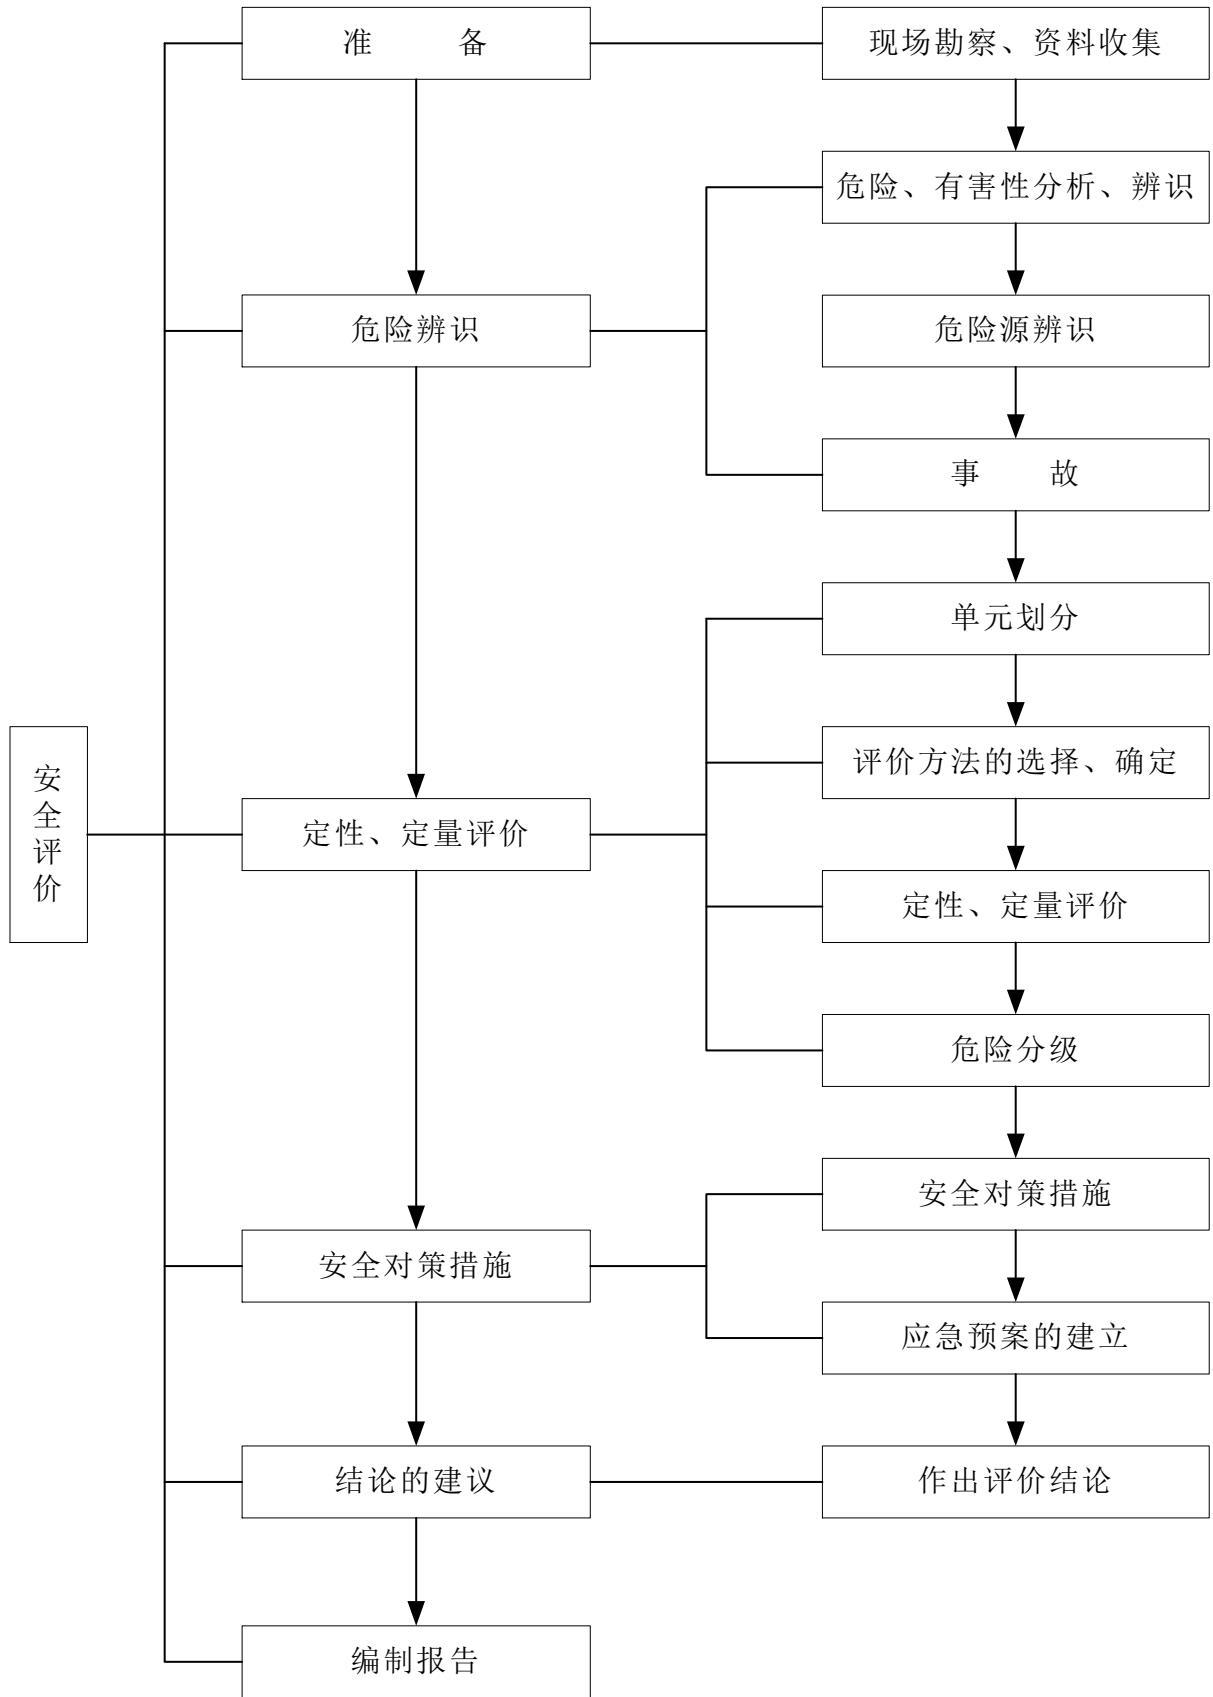 准 备
现场勘察、资料收集
危险、有害性分析、辨识
危险辨识
危险源辨识
事 故
单元划分
安全评价
评价方法的选择、确定
定性、定量评价
定性、定量评价
危险分级
安全对策措施
安全对策措施
应急预案的建立
结论的建议
作出评价结论
编制报告